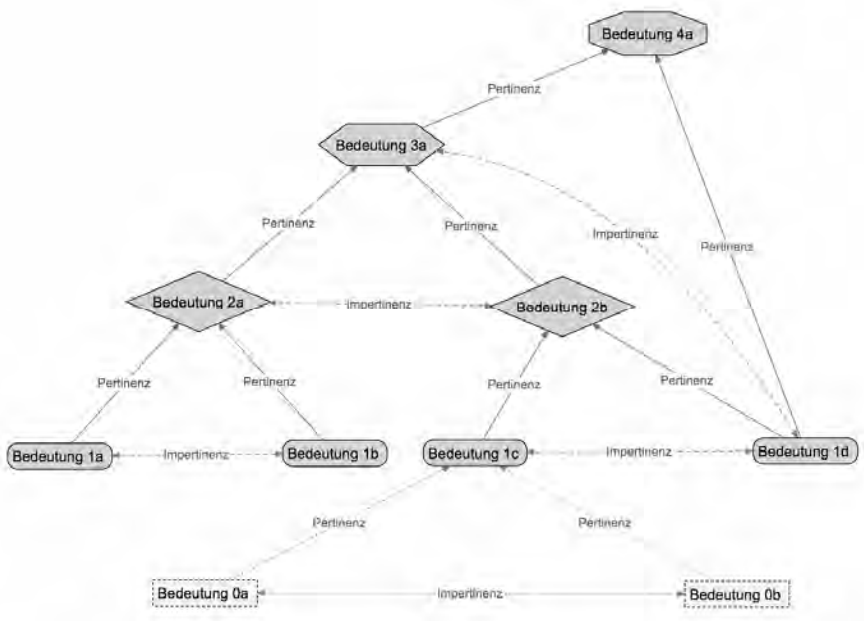 Bedeutung 4a
Pertinenz
Bedeutung 3a
Pertinenz
Pertinenz
Impertinenz
Pertinenz
Bedeutung 2a
Impertinenz
Bedeutung 2b
Pertinenz
Pertinenz
Pertinenz
Pertinenz
Bedeutung 1a
Impertinenz
Bedeutung 1b
Bedeutung 1c
Impertinenz
Bedeutung 1d
Pertinenz
Pertinenz
Bedeutung 0a
Impertinenz
Bedeutung 0b